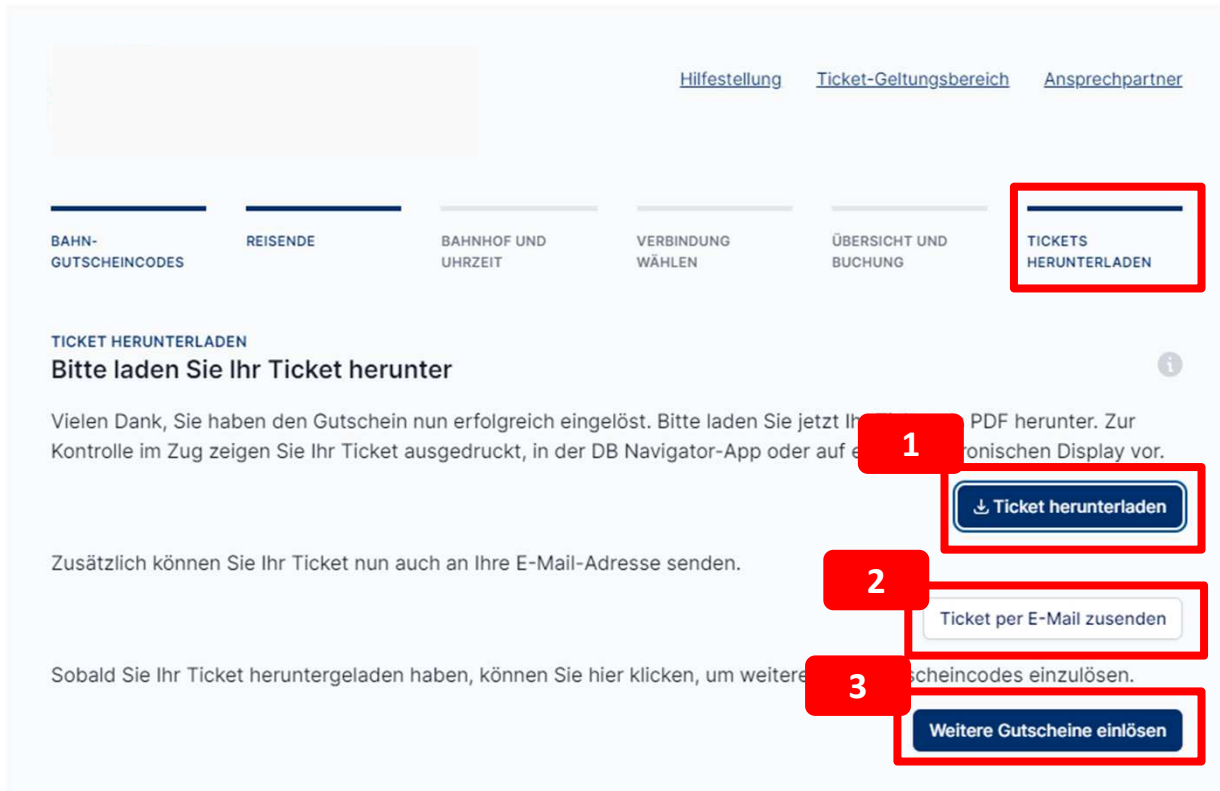 Hilfestellung Ticket-Geltungsbereich Ansprechpartner
BAHN-
GUTSCHEINCODES
REISENDE
BAHNHOF UND
UHRZEIT
VERBINDUNG
WÄHLEN
ÜBERSICHT UND
BUCHUNG
TICKETS
HERUNTERLADEN
TICKET HERUNTERLADEN
Bitte laden Sie Ihr Ticket herunter
Vielen Dank, Sie haben den Gutschein nun erfolgreich eingelöst. Bitte laden Sie jetzt PDF herunter. Zur
Kontrolle im Zug zeigen Sie Ihr Ticket ausgedruckt, in der DB Navigator-App oder auf ronischen Display vor.
1
Ticket herunterladen
Zusätzlich können Sie Ihr Ticket nun auch an Ihre E-Mail-Adresse senden.
2
Ticket per E-Mail zusenden
Sobald Sie Ihr Ticket heruntergeladen haben, können Sie hier klicken, um weitere scheincodes einzulösen.
3
Weitere Gutscheine einlösen